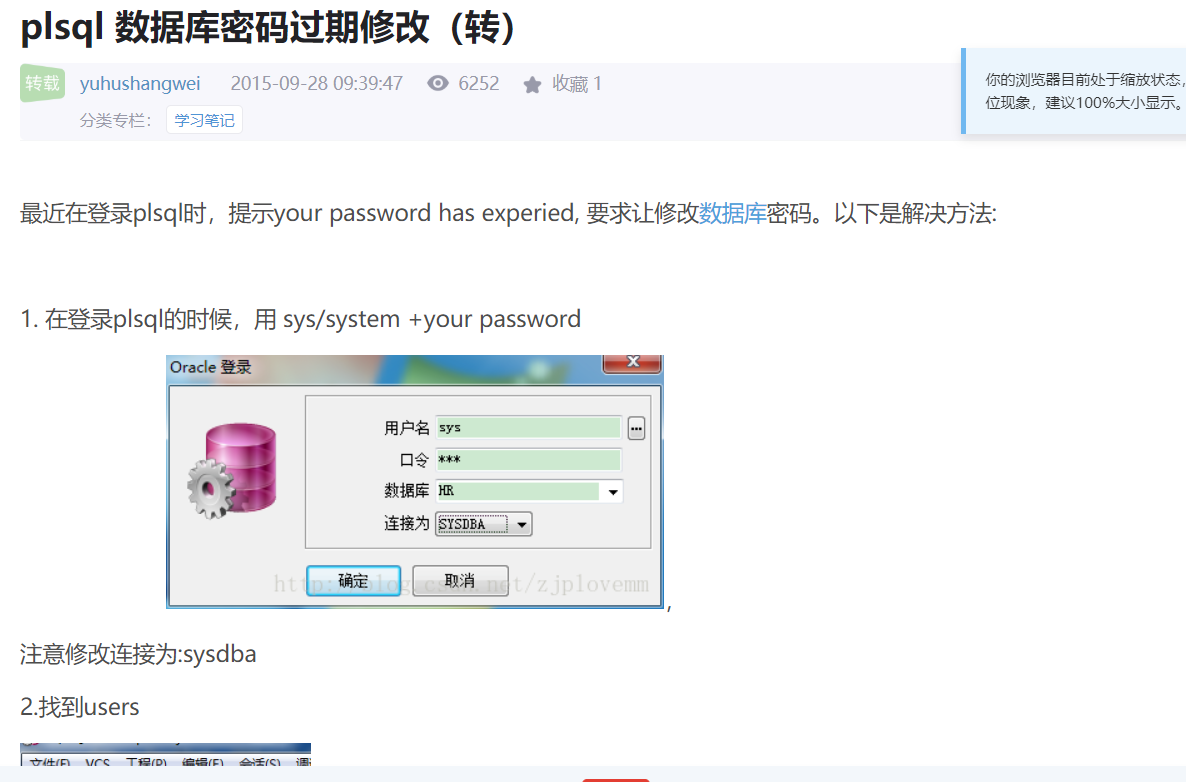 plsql 数据库密码过期修改（转）
转载 yuhushangwei 2015-09-28 09:39:47 6252 收藏 1
分类专栏： 学习笔记
你的浏览器目前处于缩放状态，
位现象，建议100%大小显示。
最近在登录plsql时，提示your password has experied, 要求让修改数据库密码。以下是解决方法:
1. 在登录plsql的时候，用 sys/system +your password
Oracle 登录
用户名 sys
口令 ***
数据库 HR
连接为 SYSDBA
确定 取消
,
注意修改连接为:sysdba
2.找到users
文件(F) VCS 工程(P) 编辑(E) 会话(S)